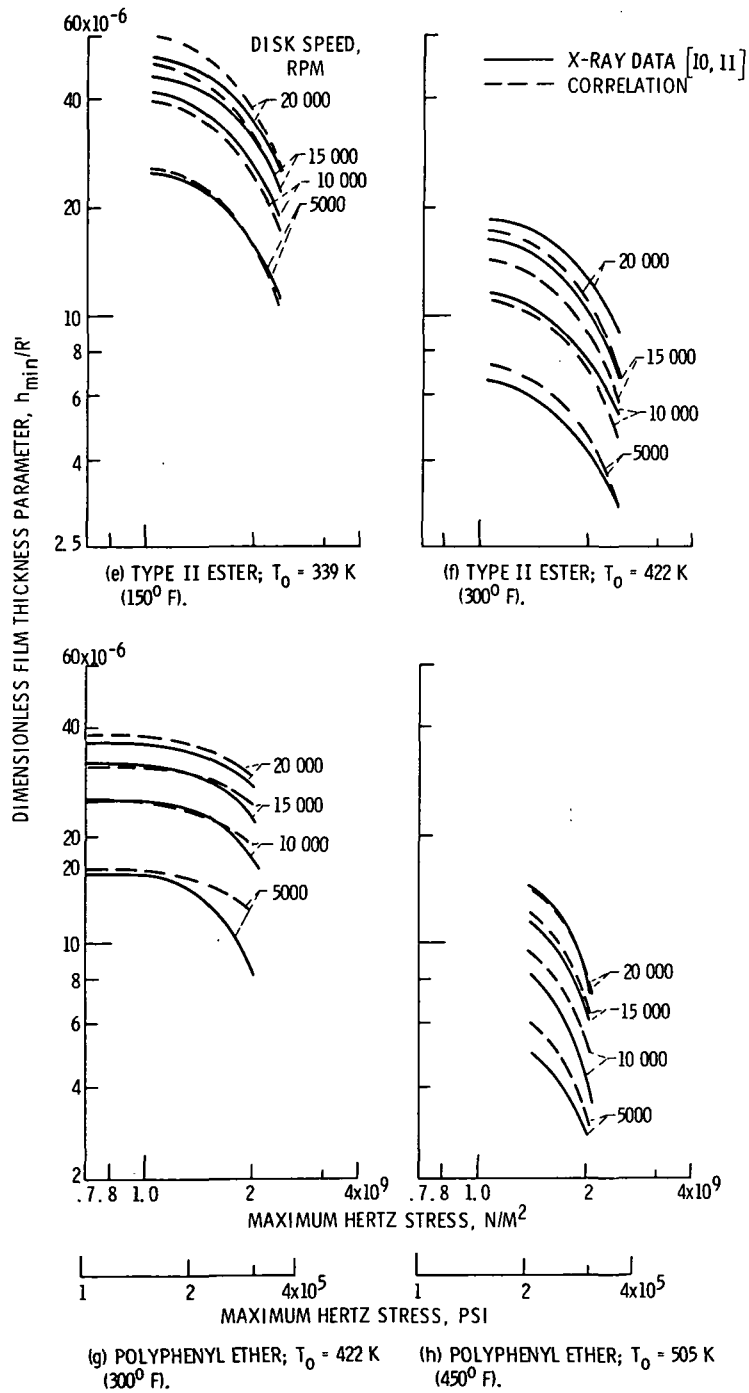 60x10-6
DISK SPEED,
RPM
X-RAY DATA [10, 11]
CORRELATION
40
20 000
15 000
10 000
5000
20
10
8
6
4
2.5
20 000
15 000
10 000
5000
(e) TYPE II ESTER; To = 339 K
(150° F).
(f) TYPE II ESTER; To = 422 K
(300° F).
DIMENSIONLESS FILM THICKNESS PARAMETER, hmin/R'
60x10-6
40
20 000
15 000
10 000
20
20
5000
10
8
6
4
2
20 000
15 000
10 000
5000
.7 .8 1.0 2 4x10^9
.7 .8 1.0 2 4x10^9
MAXIMUM HERTZ STRESS, N/M2
1 2 4x10^5
1 2 4x10^5
MAXIMUM HERTZ STRESS, PSI
(g) POLYPHENYL ETHER; To = 422 K
(300° F).
(h) POLYPHENYL ETHER; To = 505 K
(450° F).